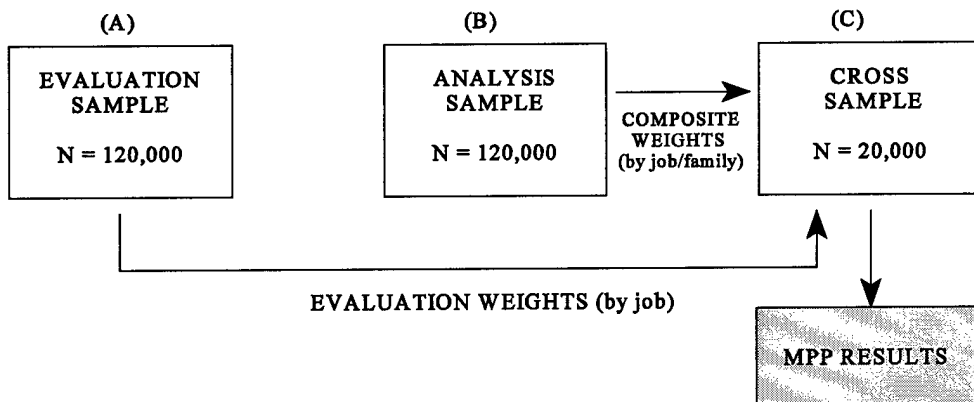 (A)
EVALUATION
SAMPLE
N = 120,000
(B)
ANALYSIS
SAMPLE
N = 120,000
COMPOSITE
WEIGHTS
(by job/family)
(C)
CROSS
SAMPLE
N = 20,000
EVALUATION WEIGHTS (by job)
MPP RESULTS